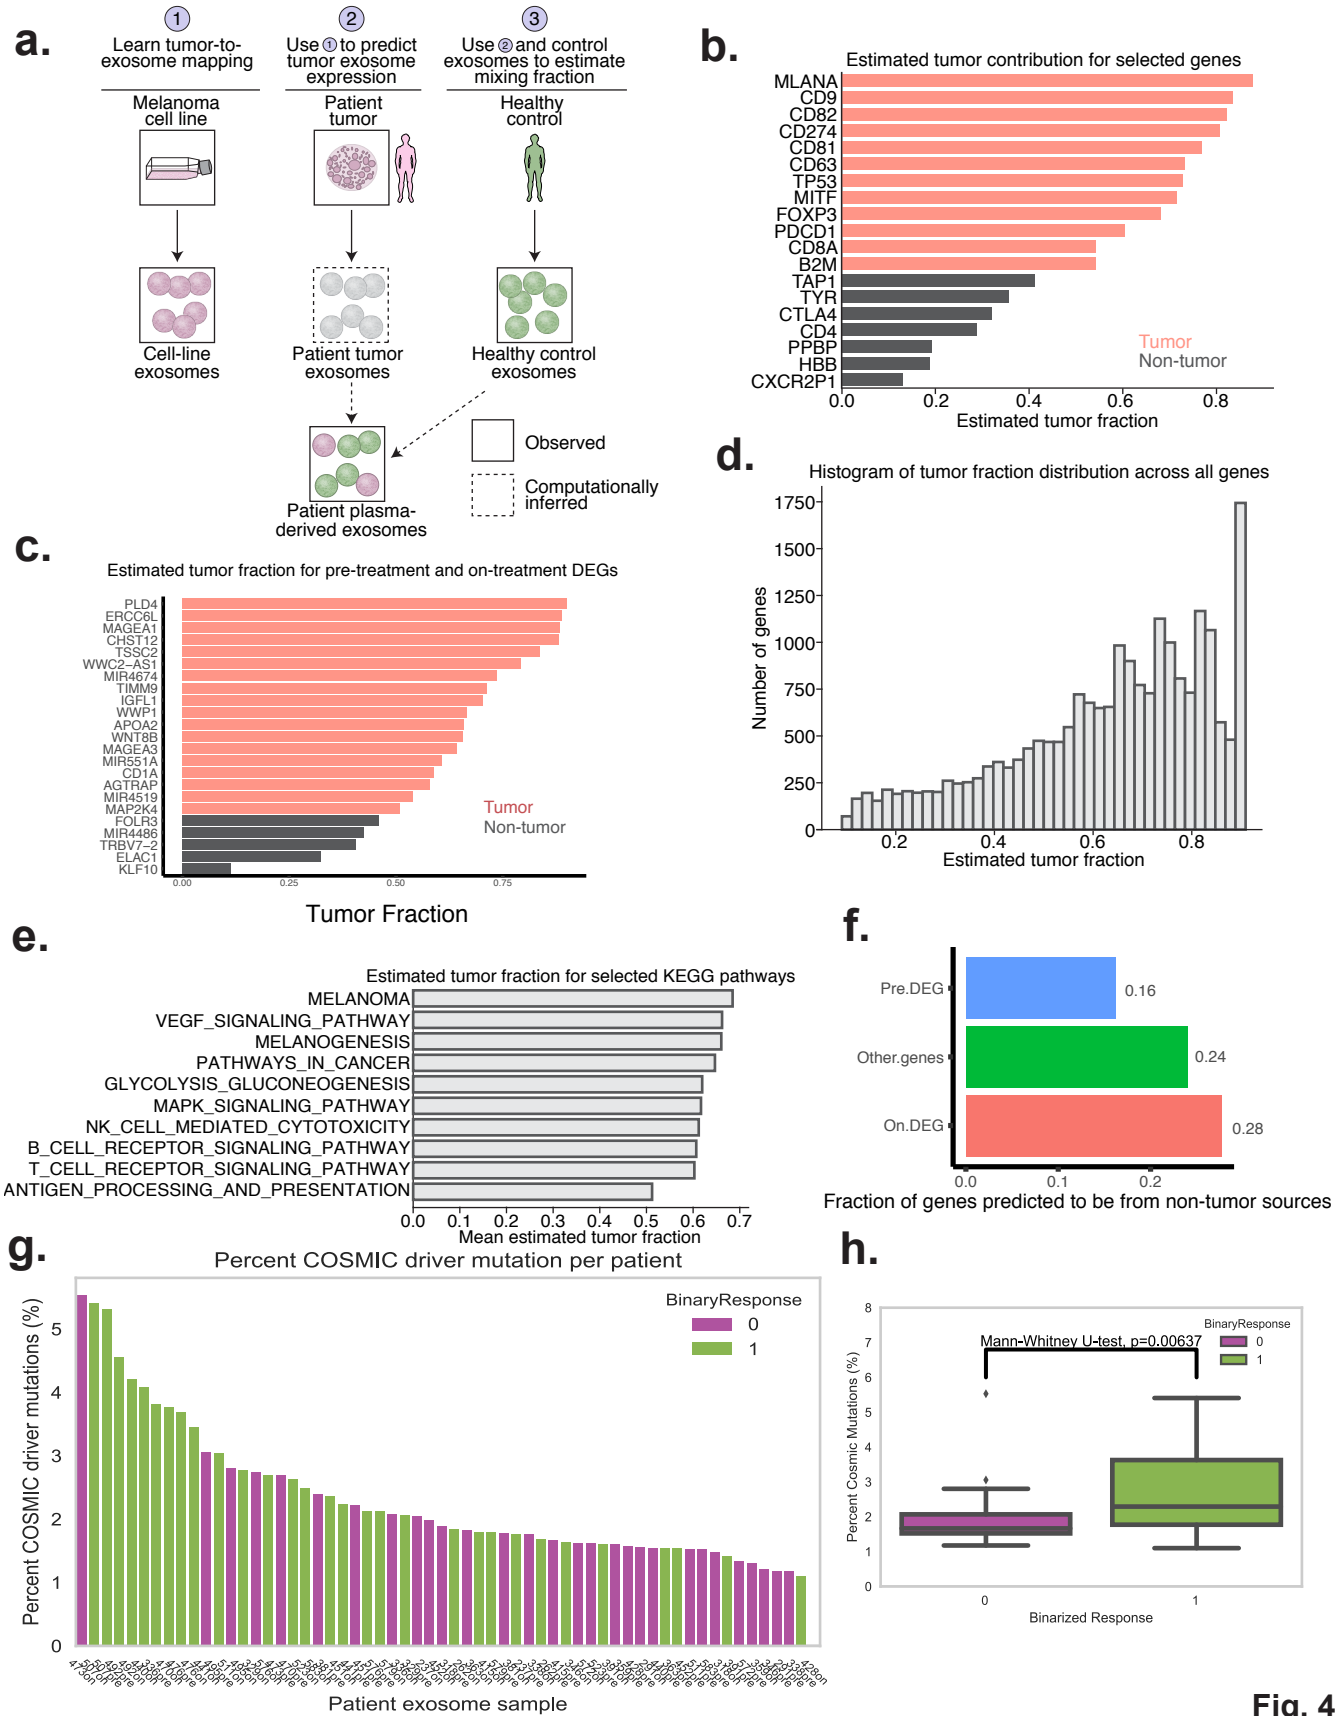 a.
1
Learn tumor-to-
exosome mapping
Melanoma
cell line
Cell-line
exosomes
2
Use 1 to predict
tumor exosome
expression
Patient
tumor
Patient tumor
exosomes
3
Use 2 and control
exosomes to estimate
mixing fraction
Healthy
control
Healthy control
exosomes
Patient plasma-
derived exosomes
Observed
Computationally
inferred
b.
Estimated tumor contribution for selected genes
MLANA
CD9
CD82
CD274
CD81
CD63
TP53
MITF
FOXP3
PDCD1
CD8A
B2M
TAP1
TYR
CTLA4
CD4
PPBP
HBB
CXCR2P1
Tumor
Non-tumor
0.0 0.2 0.4 0.6 0.8
Estimated tumor fraction
c.
Estimated tumor fraction for pre-treatment and on-treatment DEGs
PLD4
ERCC6L
MAGEA1
CHST12
TSSC2
WWC2−AS1
MIR4674
TIMM9
IGFL1
WWP1
APOA2
WNT8B
MAGEA3
MIR551A
CD1A
AGTRAP
MIR4519
MAP2K4
FOLR3
MIR4486
TRBV7−2
ELAC1
KLF10
Tumor
Non-tumor
0.00 0.25 0.50 0.75
Tumor Fraction
d.
Histogram of tumor fraction distribution across all genes
1750
1500
1250
1000
750
500
250
0
Number of genes
0.2 0.4 0.6 0.8
Estimated tumor fraction
e.
Estimated tumor fraction for selected KEGG pathways
MELANOMA
VEGF_SIGNALING_PATHWAY
MELANOGENESIS
PATHWAYS_IN_CANCER
GLYCOLYSIS_GLUCONEOGENESIS
MAPK_SIGNALING_PATHWAY
NK_CELL_MEDIATED_CYTOTOXICITY
B_CELL_RECEPTOR_SIGNALING_PATHWAY
T_CELL_RECEPTOR_SIGNALING_PATHWAY
ANTIGEN_PROCESSING_AND_PRESENTATION
0.0 0.1 0.2 0.3 0.4 0.5 0.6 0.7
Mean estimated tumor fraction
f.
Pre.DEG
0.16
Other.genes
0.24
On.DEG
0.28
0.0 0.1 0.2
Fraction of genes predicted to be from non-tumor sources
g.
Percent COSMIC driver mutation per patient
BinaryResponse
0
1
5
4
3
2
1
0
Percent COSMIC driver mutations (%)
Patient exosome sample
h.
8
7
6
5
4
3
2
1
0
Percent Cosmic Mutations (%)
Mann-Whitney U-test, p=0.00637
BinaryResponse
0
1
0 1
Binarized Response
Fig. 4